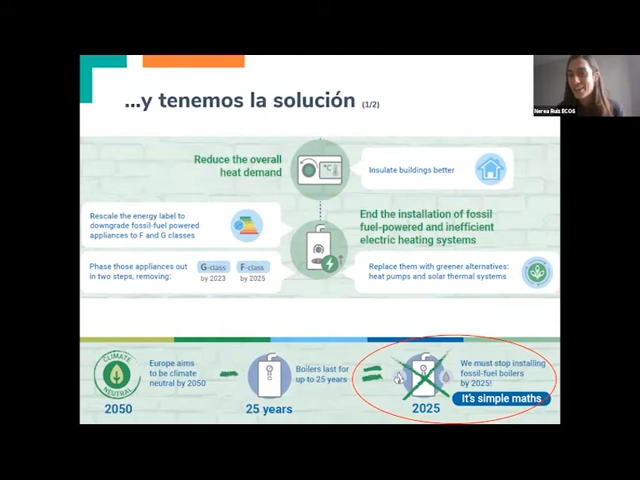 ...y tenemos la solución (1/2)
Nerea Ruiz ECOS
Reduce the overall
heat demand
Insulate buildings better
Rescale the energy label to
downgrade fossil-fuel powered
appliances to F and G classes
End the installation of fossil
fuel-powered and inefficient
electric heating systems
Phase those appliances out
in two steps, removing:
G-class
by 2023
F-class
by 2025
Replace them with greener alternatives:
heat pumps and solar thermal systems
CLIMATE
NEUTRAL
Europe aims
to be climate
neutral by 2050
2050
Boilers last for
up to 25 years
25 years
We must stop installing
fossil-fuel boilers
by 2025!
2025
It's simple maths